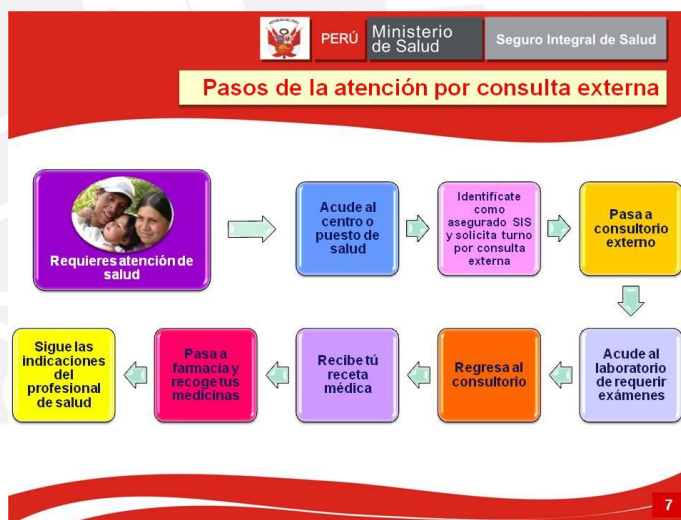 PERÚ
Ministerio
de Salud
Seguro Integral de Salud
Pasos de la atención por consulta externa
Requieres atención de
salud
Acude al
centro o
puesto de
salud
Identifícate
como
asegurado SIS
y solicita turno
por consulta
externa
Pasa a
consultorio
externo
Acude al
laboratorio
de requerir
exámenes
Regresa al
consultorio
Recibe tú
receta
médica
Pasa a
farmacia y
recoge tus
medicinas
Sigue las
indicaciones
del
profesional
de salud
7